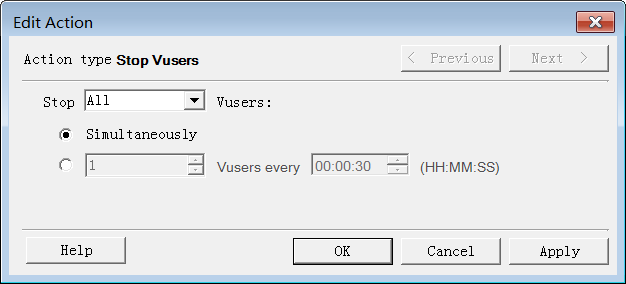 Edit Action
Action type Stop Vusers < Previous Next >
Stop All Vusers:
Simultaneously
1 Vusers every 00:00:30 (HH:MM:SS)
Help OK Cancel Apply